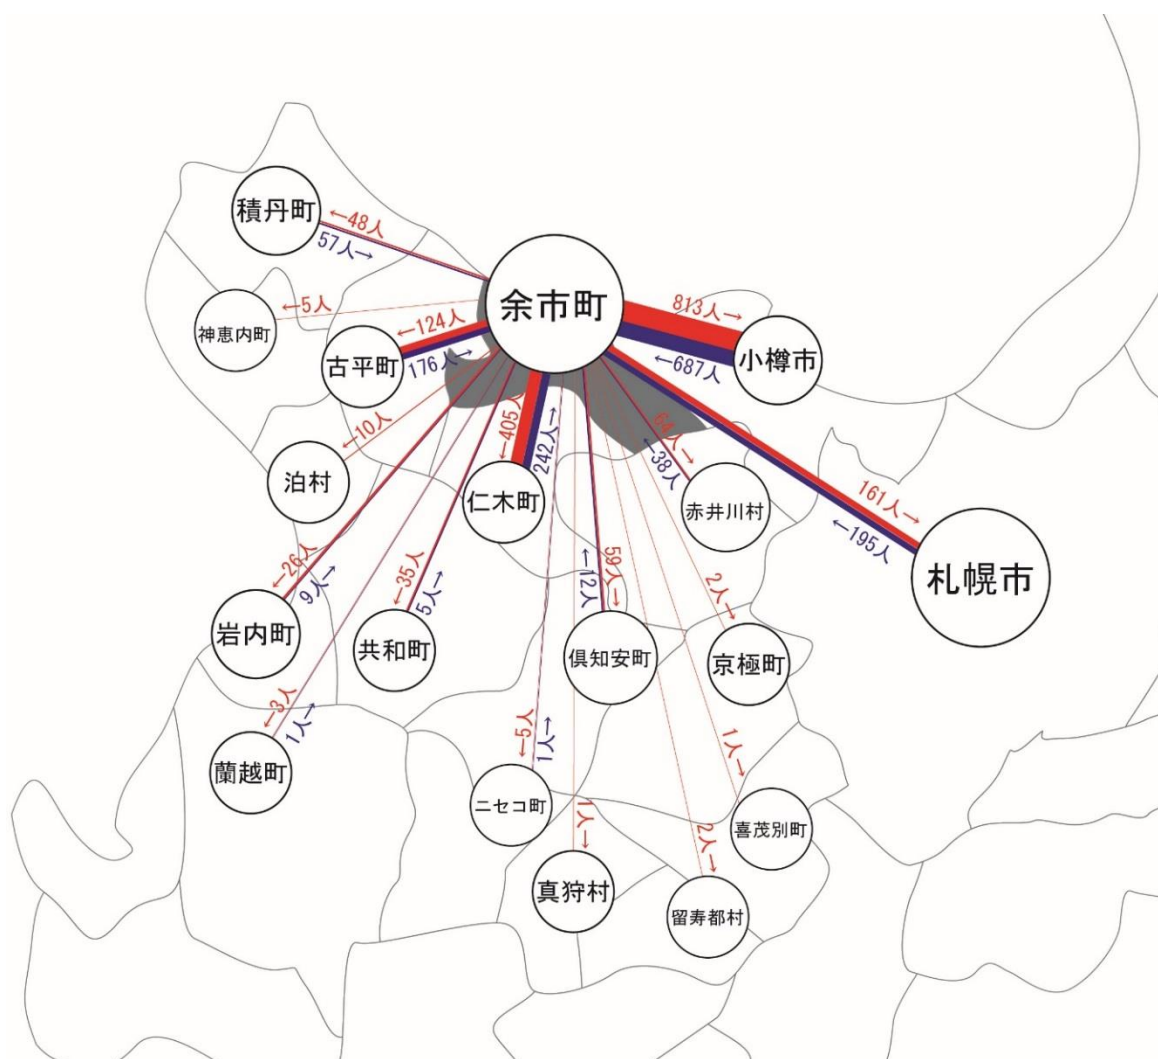 積丹町
←48人
57人→
余市町
神恵内町
←5人
813人→
←687人
小樽市
古平町
←124人
176人→
泊村
←10人
←405人
242人→
仁木町
64人→
←38人
赤井川村
161人→
←195人
札幌市
←26人
9人→
岩内町
←35人
5人→
共和町
59人→
←12人
倶知安町
2人→
京極町
←3人
1人→
蘭越町
←5人
1人→
ニセコ町
1人→
真狩村
2人→
留寿都村
1人→
喜茂別町